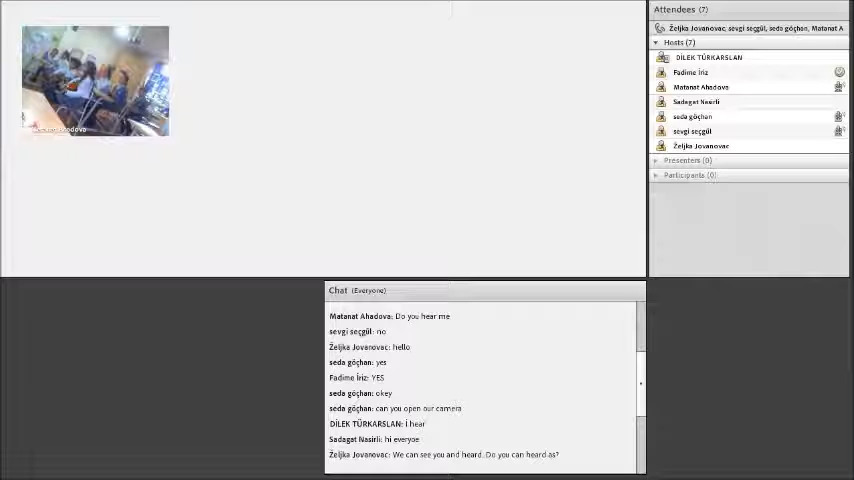 Attendees (7)
Željka Jovanovac, sevgi seçgül, seda göçhan, Matanat A
Hosts (7)
DİLEK TÜRKARSLAN
Fadime İriz
Matanat Ahadova
Sadagat Nasirli
seda göçhan
sevgi seçgül
Željka Jovanovac
Presenters (0)
Participants (0)
Chat (Everyone)
Matanat Ahadova: Do you hear me
sevgi seçgül: no
Željka Jovanovac: hello
seda göçhan: yes
Fadime İriz: YES
seda göçhan: okey
seda göçhan: can you open our camera
DİLEK TÜRKARSLAN: İ hear
Sadagat Nasirli: hi everyoe
Željka Jovanovac: We can see you and heard. Do you can heard as?